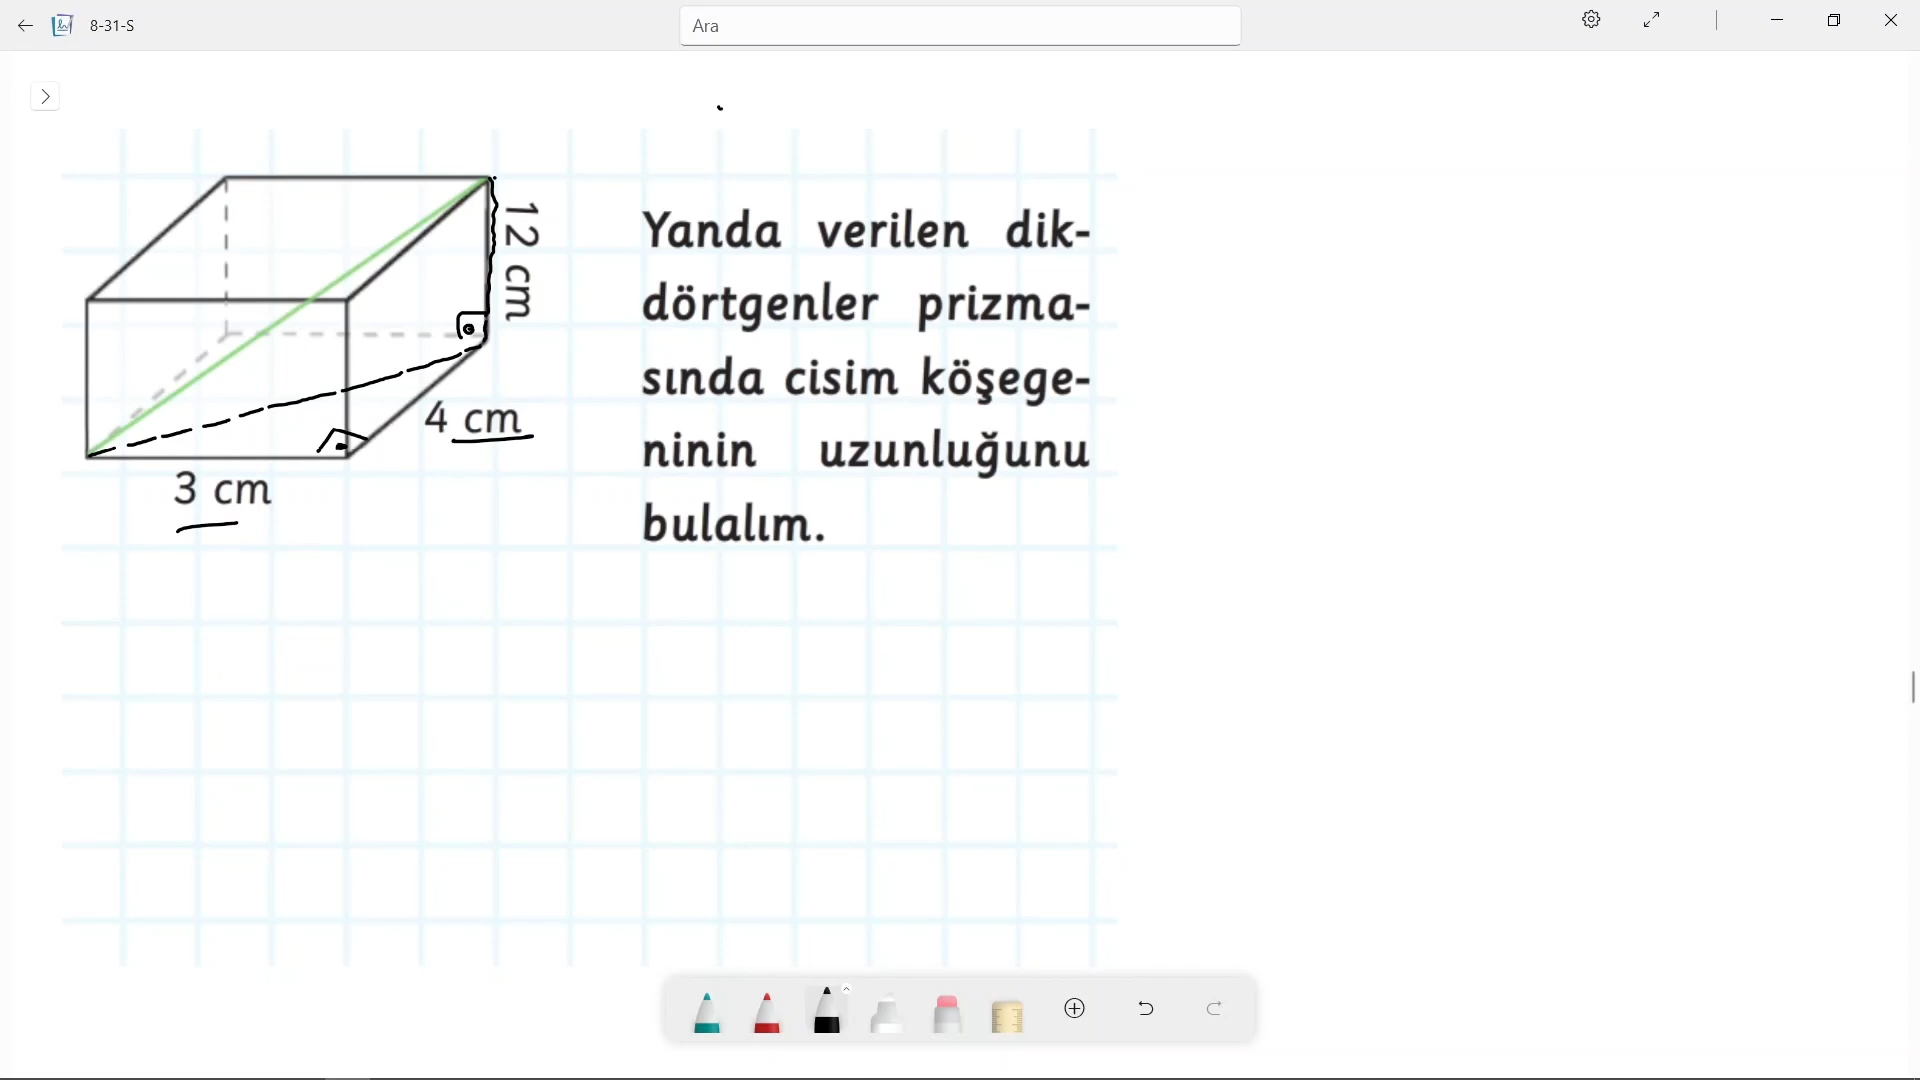 8-31-S
Ara
12 cm
Yanda verilen dik-
dörtgenler prizma-
sında cisim köşege-
ninin uzunluğunu
bulalım.
4 cm
3 cm